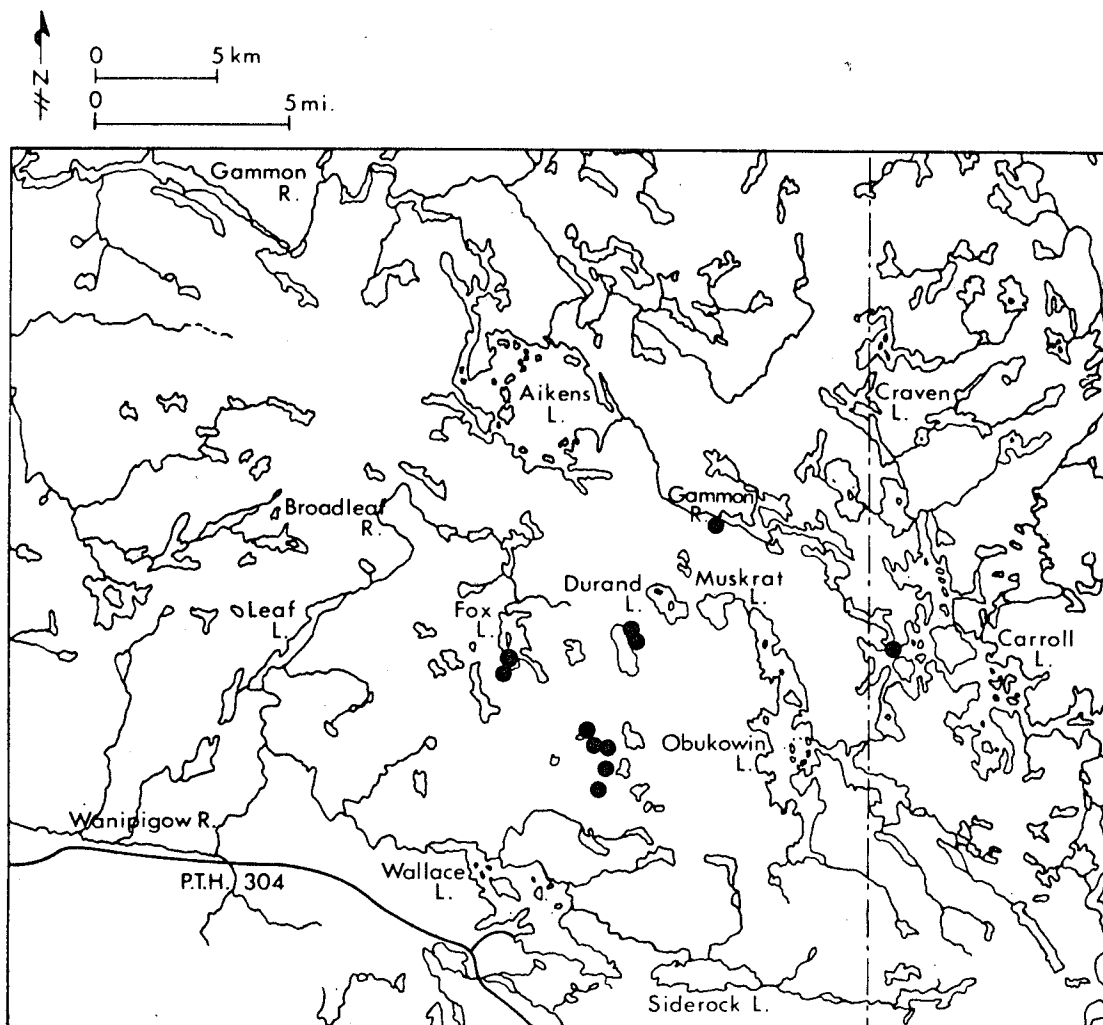 0 5 km
N
0 5 mi.
Gammon
R.
Aikens
L.
Craven
L.
Broadleaf
R.
Gammon
R.
Durand
L.
Muskrat
L.
Leaf
L.
Fox
L.
Carroll
L.
Obukowin
L.
Wanipigow R.
P.T.H. 304
Wallace
L.
Siderock L.